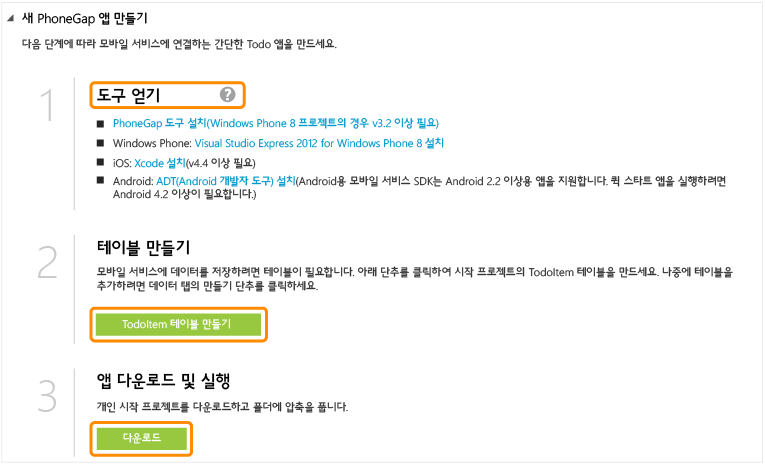 새 PhoneGap 앱 만들기
다음 단계에 따라 모바일 서비스에 연결하는 간단한 Todo 앱을 만드세요.
1
도구 얻기 ?
PhoneGap 도구 설치(Windows Phone 8 프로젝트의 경우 v3.2 이상 필요)
Windows Phone: Visual Studio Express 2012 for Windows Phone 8 설치
iOS: Xcode 설치(v4.4 이상 필요)
Android: ADT(Android 개발자 도구) 설치(Android용 모바일 서비스 SDK는 Android 2.2 이상용 앱을 지원합니다. 퀵 스타트 앱을 실행하려면
Android 4.2 이상이 필요합니다.)
2
테이블 만들기
모바일 서비스에 데이터를 저장하려면 테이블이 필요합니다. 아래 단추를 클릭하여 시작 프로젝트의 TodoItem 테이블을 만드세요. 나중에 테이블을
추가하려면 데이터 탭의 만들기 단추를 클릭하세요.
TodoItem 테이블 만들기
3
앱 다운로드 및 실행
개인 시작 프로젝트를 다운로드하고 폴더에 압축을 풉니다.
다운로드